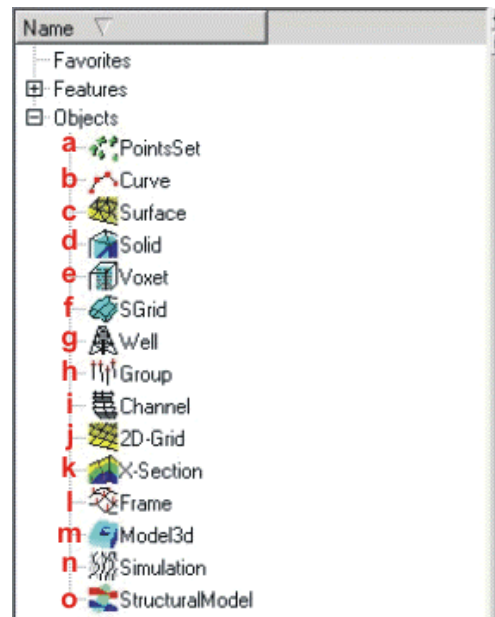 Name
Favorites
Features
Objects
a PointsSet
b Curve
c Surface
d Solid
e Voxet
f SGrid
g Well
h Group
i Channel
j 2D-Grid
k X-Section
l Frame
m Model3d
n Simulation
o StructuralModel